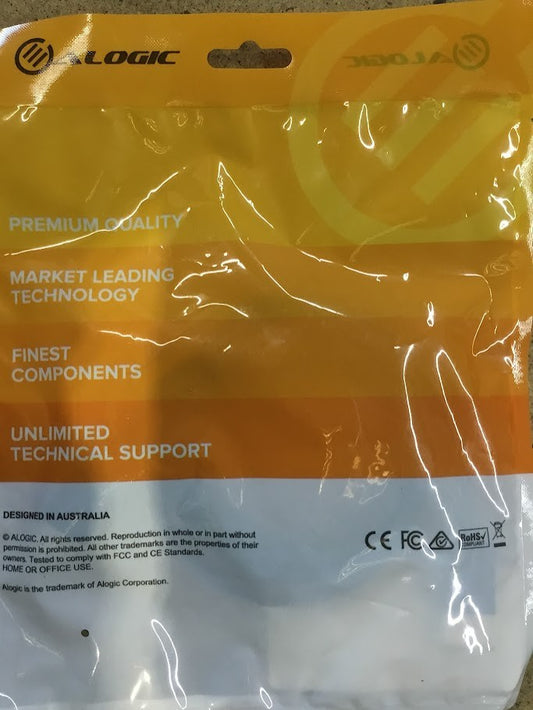 ALOGIC
ALOGIC
PREMIUM QUALITY
MARKET LEADING
TECHNOLOGY
FINEST
COMPONENTS
UNLIMITED
TECHNICAL SUPPORT
DESIGNED IN AUSTRALIA
© ALOGIC. All rights reserved. Reproduction in whole or in part without
permission is prohibited. All other trademarks are the properties of their
owners. Tested to comply with FCC and CE Standards.
HOME OR OFFICE USE.
Alogic is the trademark of Alogic Corporation.
CE FC RoHS
COMPLIANT